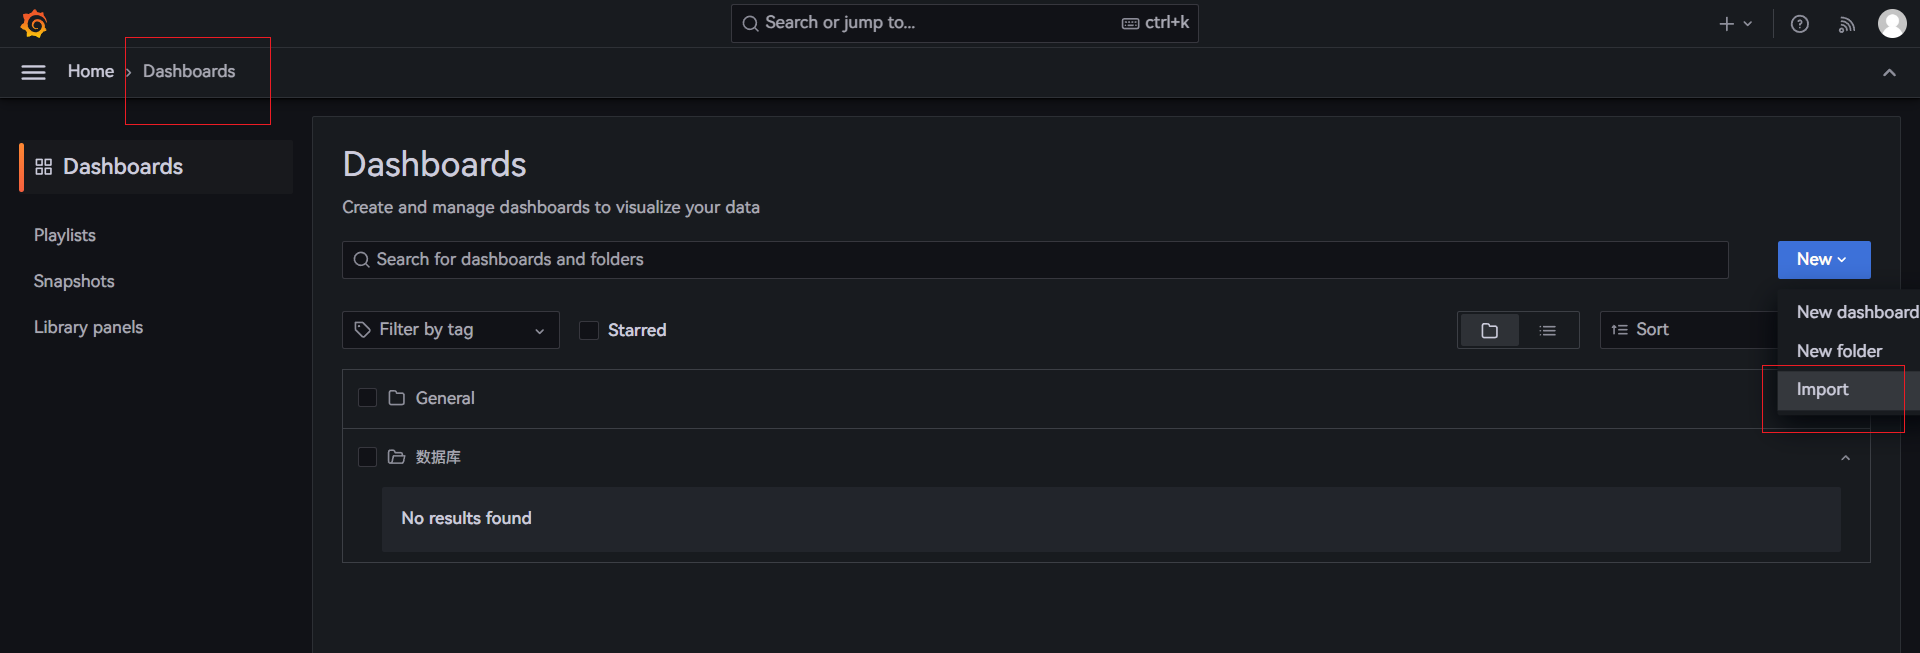 Search or jump to...
ctrl+k
Home
Dashboards
Dashboards
Playlists
Snapshots
Library panels
Dashboards
Create and manage dashboards to visualize your data
Search for dashboards and folders
New
New dashboard
New folder
Import
Filter by tag
Starred
Sort
General
数据库
No results found